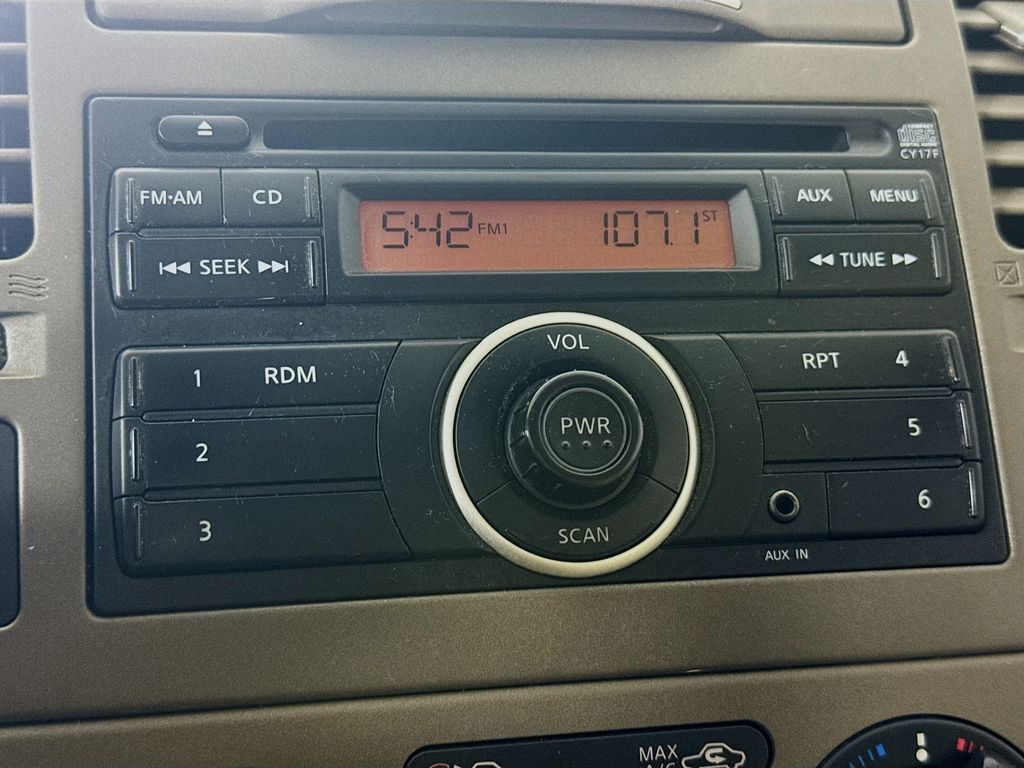 COMPACT
disc
DIGITAL AUDIO
CY17F
FM·AM CD
5:42 FM1 107.1 ST
AUX MENU
SEEK
TUNE
VOL
1 RDM
RPT 4
PWR
2
5
3
6
SCAN
AUX IN
MAX
A/C